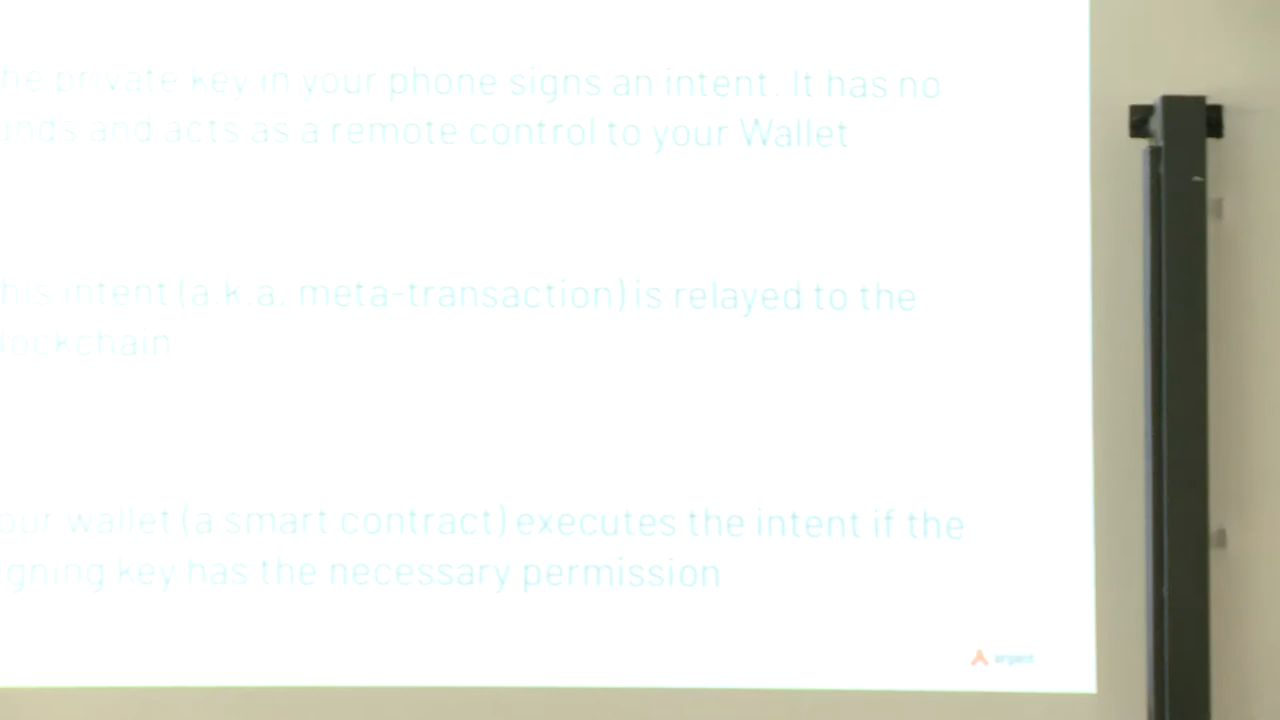 he private key in your phone signs an intent. It has no
unds and acts as a remote control to your Wallet
his intent (a.k.a. meta-transaction) is relayed to the
lockchain
our wallet (a smart contract) executes the intent if the
igning key has the necessary permission
argent